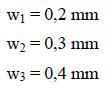 w₁ = 0,2 mm
w₂ = 0,3 mm
w₃ = 0,4 mm